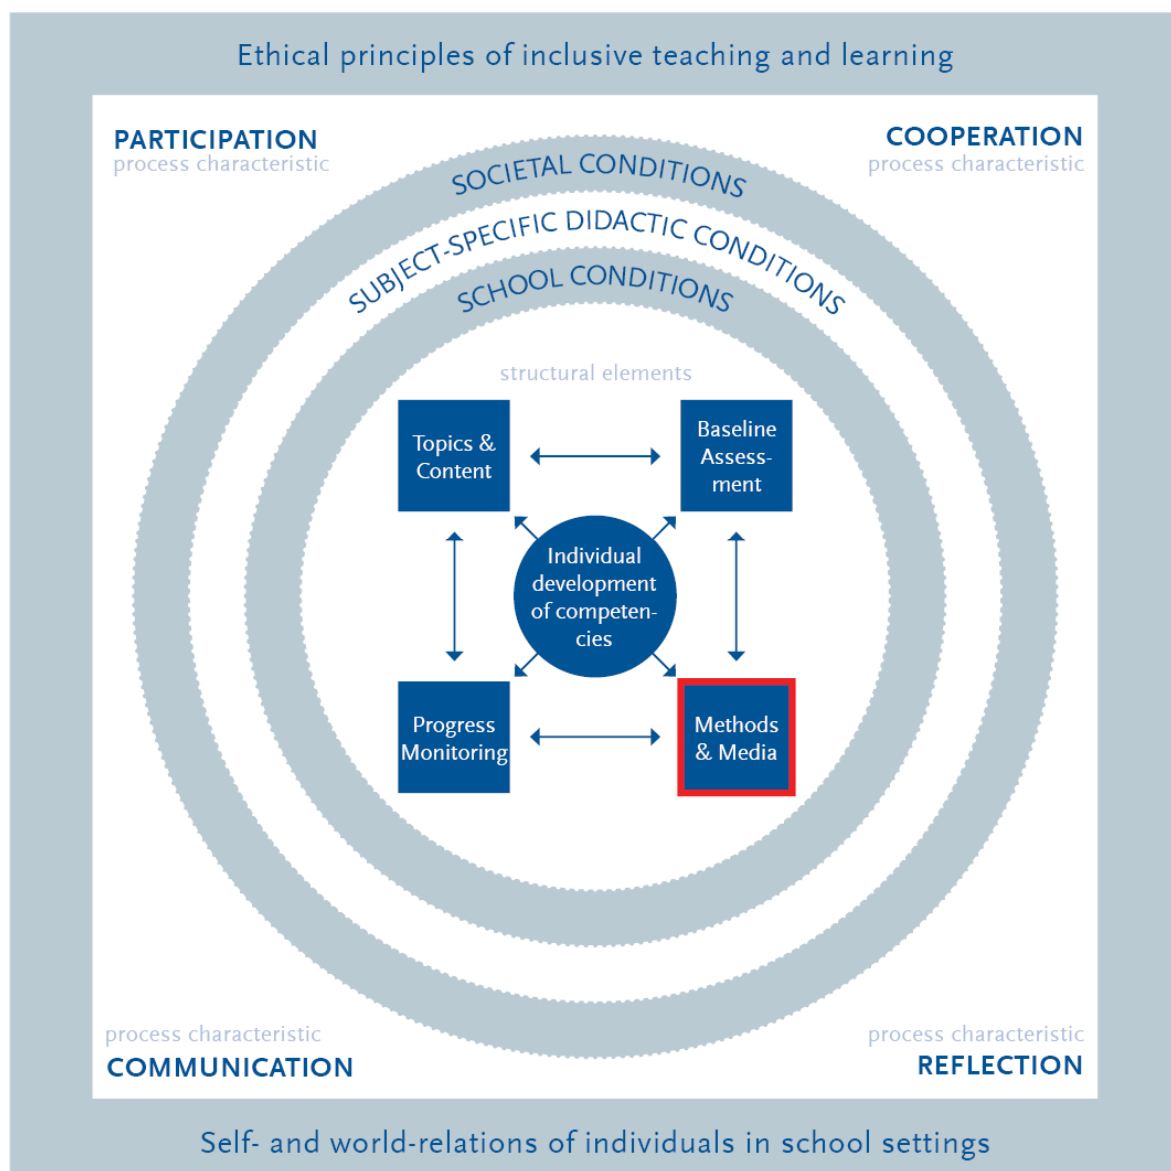 Ethical principles of inclusive teaching and learning
PARTICIPATION
process characteristic
COOPERATION
process characteristic
SOCIETAL CONDITIONS
SUBJECT-SPECIFIC DIDACTIC CONDITIONS
SCHOOL CONDITIONS
structural elements
Topics &
Content
Baseline
Assess-
ment
Individual
development
of competen-
cies
Progress
Monitoring
Methods
& Media
process characteristic
COMMUNICATION
process characteristic
REFLECTION
Self- and world-relations of individuals in school settings